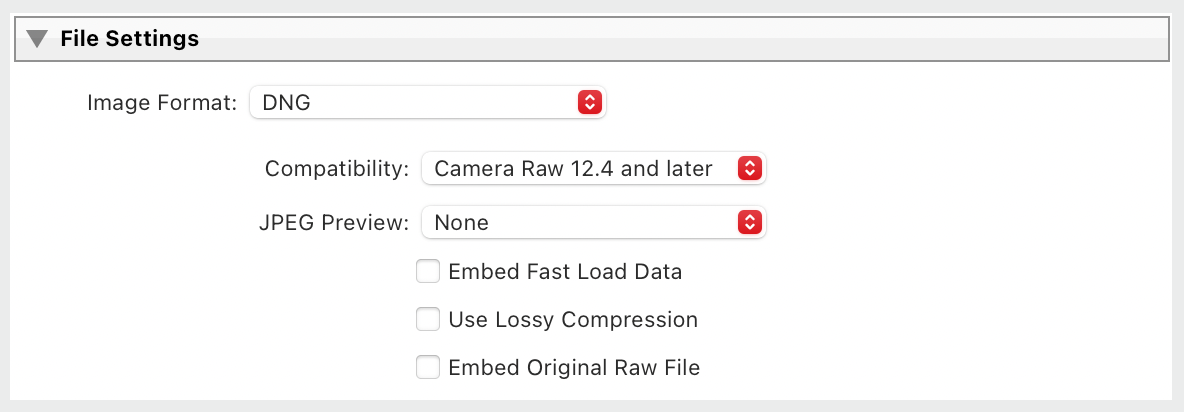 File Settings
Image Format: DNG
Compatibility: Camera Raw 12.4 and later
JPEG Preview: None
Embed Fast Load Data
Use Lossy Compression
Embed Original Raw File